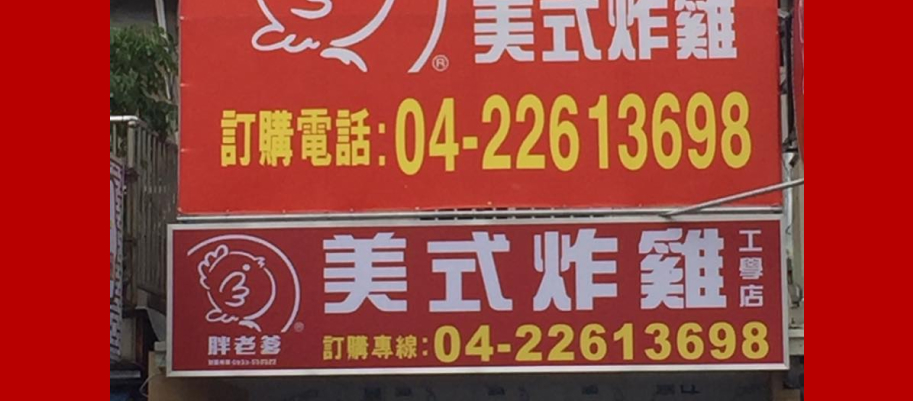 美式炸雞
®
訂購電話:04-22613698
美式炸雞
工學店
胖老爹
®
訂購專線:04-22613698